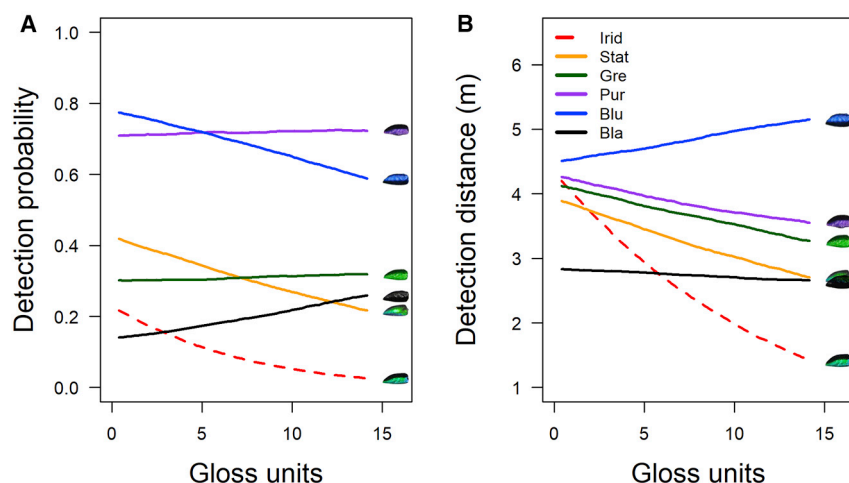 A
Detection probability
1.0
0.8
0.6
0.4
0.2
0.0
0 5 10 15
Gloss units
B
Detection distance (m)
6
5
4
3
2
1
Irid
Stat
Gre
Pur
Blu
Bla
0 5 10 15
Gloss units